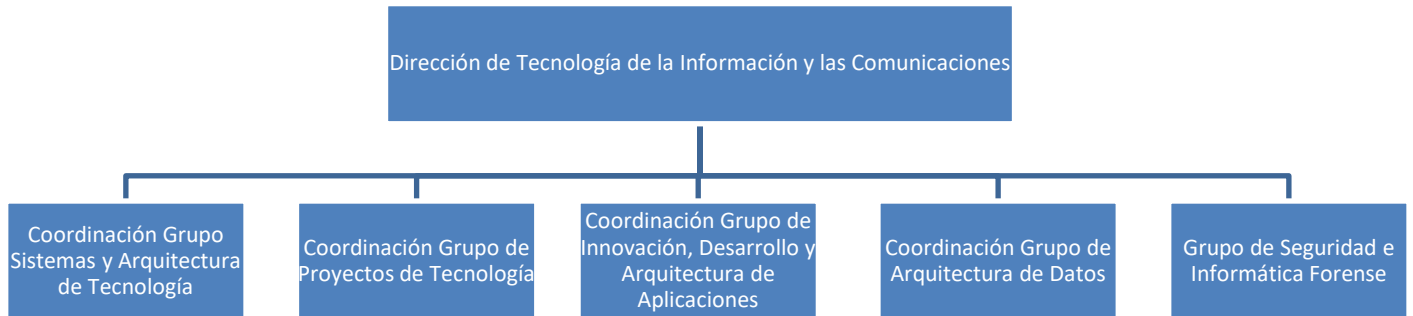 Dirección de Tecnología de la Información y las Comunicaciones
Coordinación Grupo
Sistemas y Arquitectura
de Tecnología
Coordinación Grupo de
Proyectos de Tecnología
Coordinación Grupo de
Innovación, Desarrollo y
Arquitectura de
Aplicaciones
Coordinación Grupo de
Arquitectura de Datos
Grupo de Seguridad e
Informática Forense